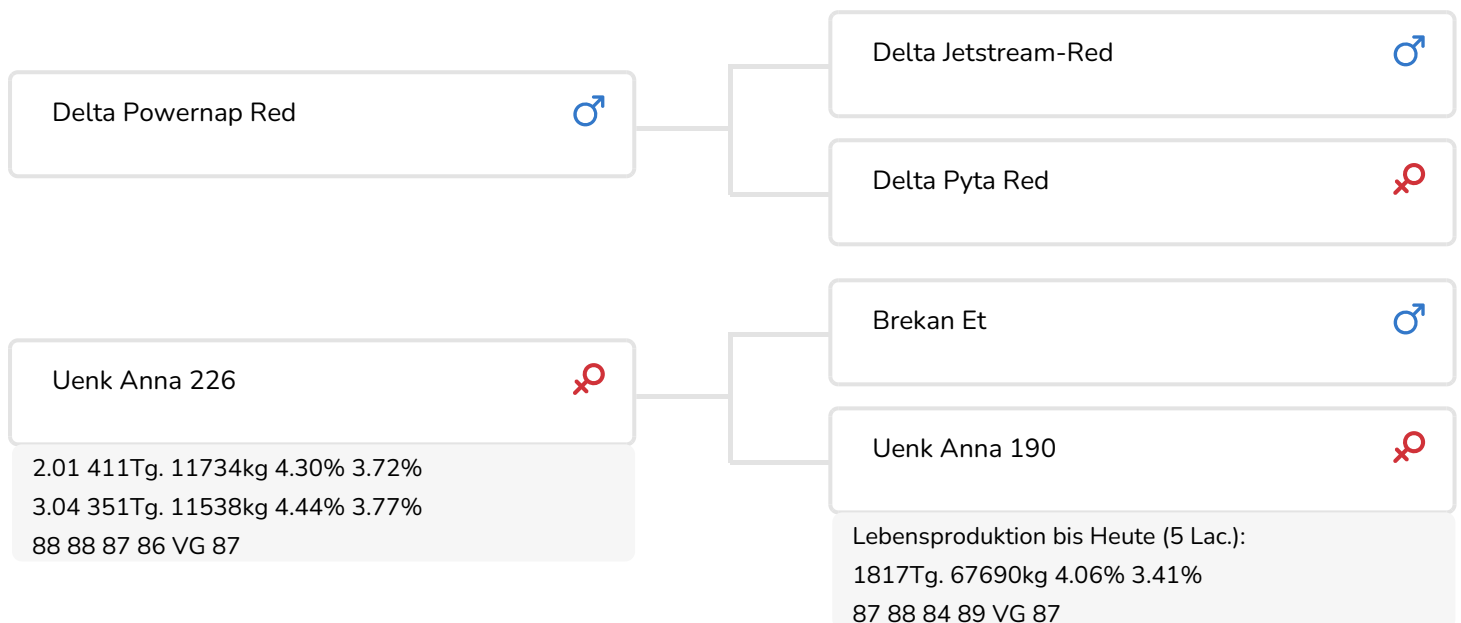 Delta Powernap Red
Delta Jetstream-Red
Delta Pyta Red
Uenk Anna 226
2.01 411Tg. 11734kg 4.30% 3.72%
3.04 351Tg. 11538kg 4.44% 3.77%
88 88 87 86 VG 87
Brekan Et
Uenk Anna 190
Lebensproduktion bis Heute (5 Lac.):
1817Tg. 67690kg 4.06% 3.41%
87 88 84 89 VG 87